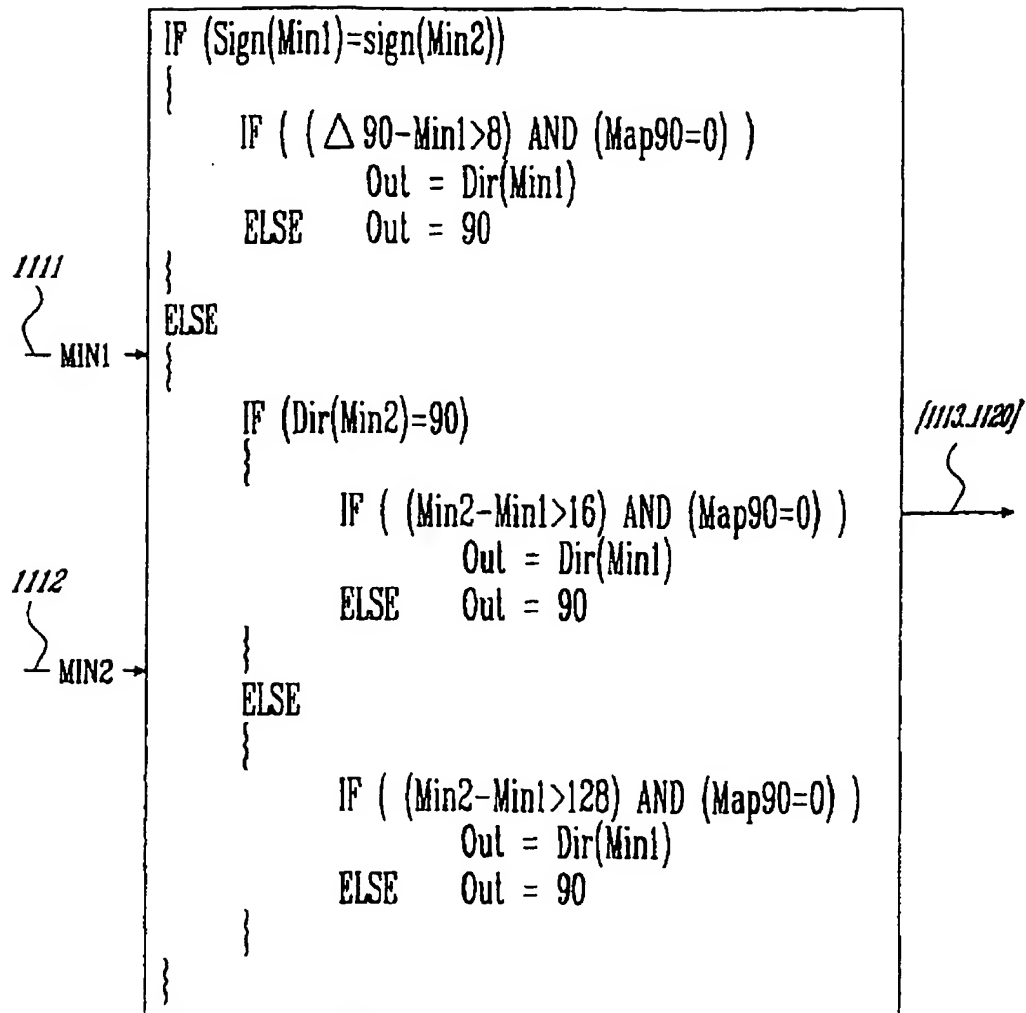 IF (Sign(Min1)=sign(Min2))
{
IF ( (△ 90-Min1>8) AND (Map90=0) )
Out = Dir(Min1)
ELSE Out = 90
}
1111
ELSE
MIN1
{
IF (Dir(Min2)=90)
[1113..1120]
{
IF ( (Min2-Min1>16) AND (Map90=0) )
Out = Dir(Min1)
1112
ELSE Out = 90
}
MIN2
ELSE
{
IF ( (Min2-Min1>128) AND (Map90=0) )
Out = Dir(Min1)
ELSE Out = 90
}
}